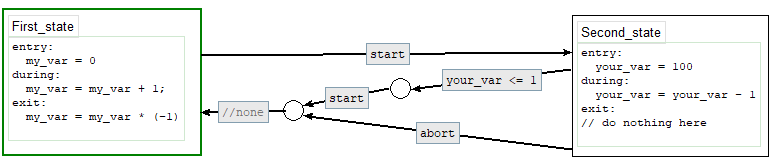 First_state
entry:
  my_var = 0
during:
  my_var = my_var + 1;
exit:
  my_var = my_var * (-1)
start
your_var <= 1
start
//none
abort
Second_state
entry:
  your_var = 100
during:
  your_var = your_var - 1
exit:
// do nothing here